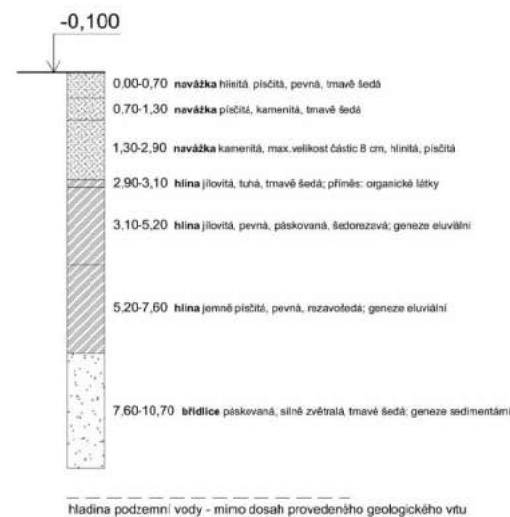 -0,100
0,00-0,70 navážka hlinitá, písčitá, pevná, tmavě šedá
0,70-1,30 navážka písčitá, kamenitá, tmavě šedá
1,30-2,90 navážka kamenitá, max.velikost částic 8 cm, hlinitá, písčitá
2,90-3,10 hlína jílovitá, tuhá, tmavě šedá; příměs: organické látky
3,10-5,20 hlína jílovitá, pevná, páskovaná, šedorezavá; geneze eluviální
5,20-7,60 hlína jemně písčitá, pevná, rezavošedá; geneze eluviální
7,60-10,70 břidlice páskovaná, silně zvětralá, tmavě šedá; geneze sedimentární
hladina podzemní vody - mimo dosah provedeného geologického vrtu